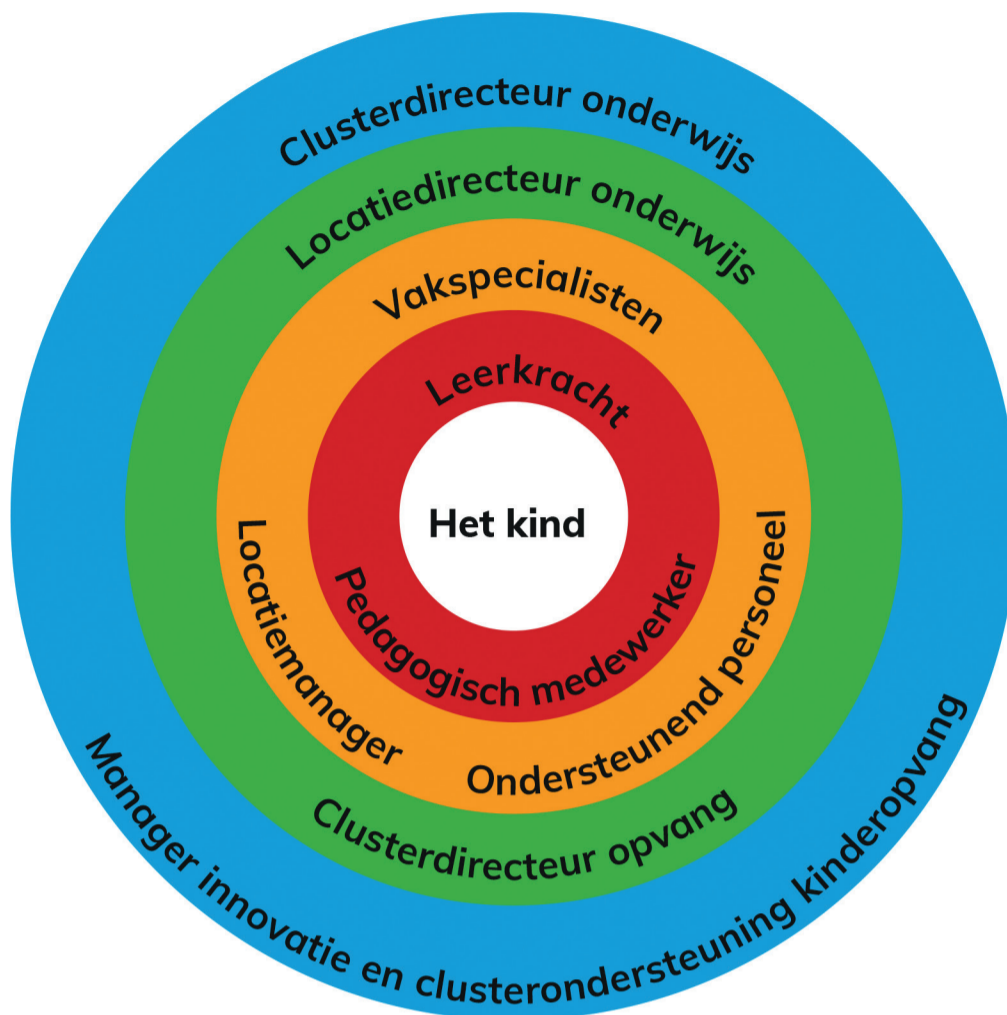 Clusterdirecteur onderwijs
Locatiedirecteur onderwijs
Vakspecialisten
Leerkracht
Het kind
Pedagogisch medewerker
Locatiemanager
Ondersteunend personeel
Clusterdirecteur opvang
Manager innovatie en clusterondersteuning kinderopvang